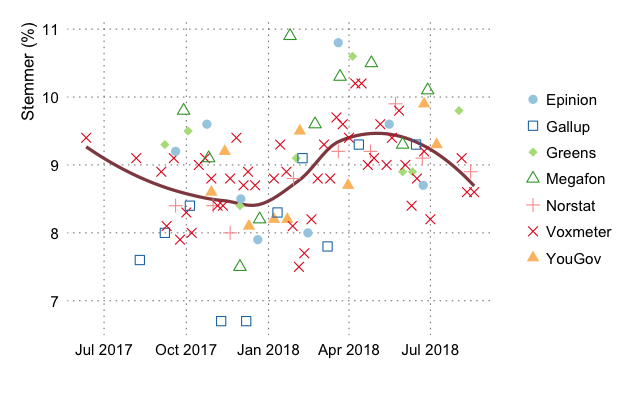 Stemmer (%)
11
10
9
8
7
Jul 2017
Oct 2017
Jan 2018
Apr 2018
Jul 2018
Epinion
Gallup
Greens
Megafon
Norstat
Voxmeter
YouGov